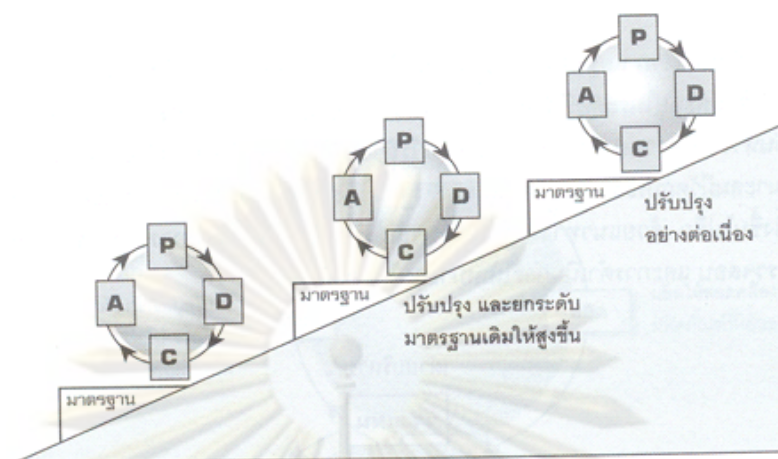 P
A
D
C
มาตรฐาน
ปรับปรุง
อย่างต่อเนื่อง
P
A
D
C
มาตรฐาน
ปรับปรุง และยกระดับ
มาตรฐานเดิมให้สูงขึ้น
P
A
D
C
มาตรฐาน